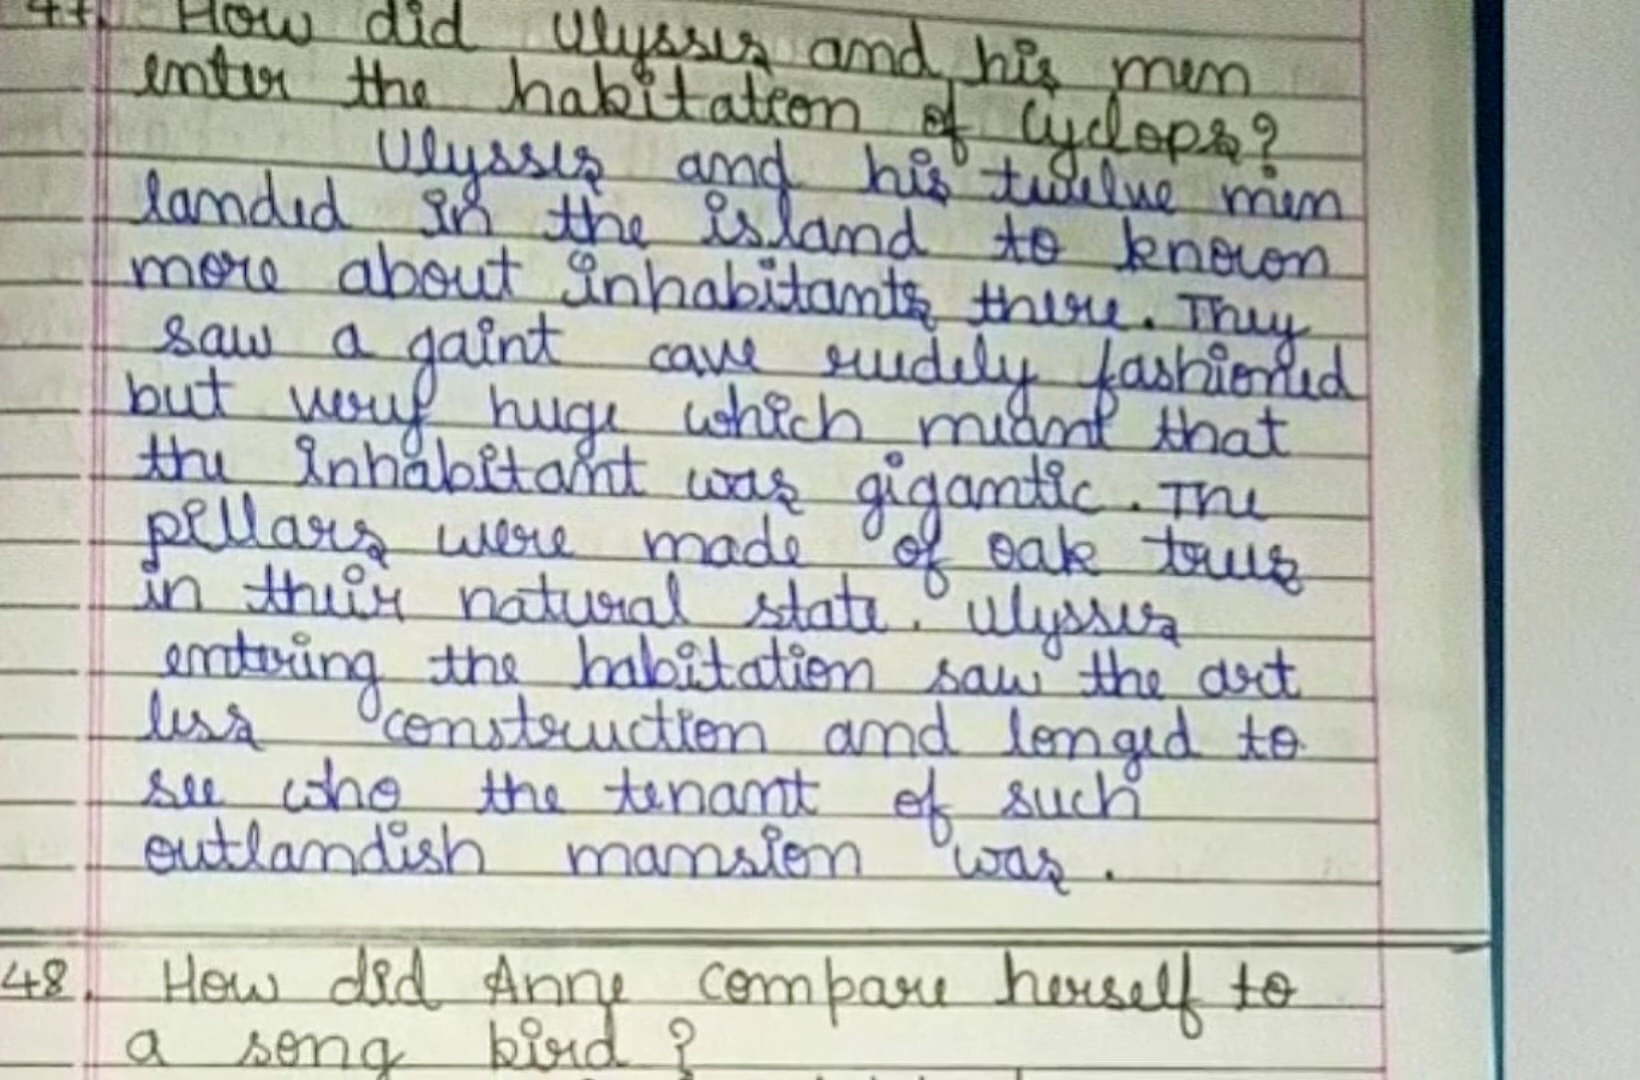 47. How did Ulysses and his men
enter the habitation of Cyclops?
Ulysses and his twelve men
landed in the island to known
more about inhabitants there. They
saw a gaint cave rudely fashioned
but very huge which meant that
the inhabitant was gigantic. The
pillars were made of oak trees
in their natural state. Ulysses
entering the habitation saw the art
less construction and longed to
see who the tenant of such
outlandish mansion was.
48. How did Anne compare herself to
a song bird?